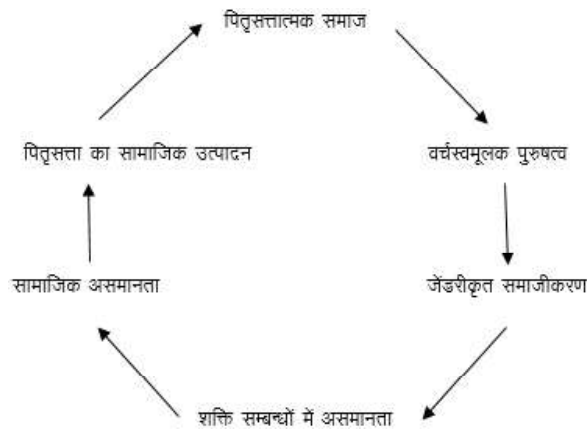 पितृसत्तात्मक समाज
पितृसत्ता का सामाजिक उत्पादन
वर्चस्वमूलक पुरुषत्व
सामाजिक असमानता
जेंडरीकृत समाजीकरण
शक्ति सम्बन्धों में असमानता